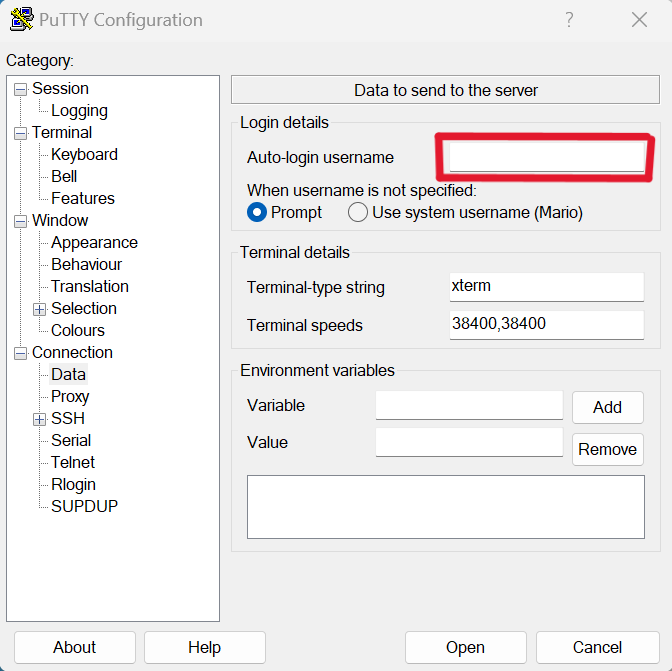 PuTTY Configuration
?
Category:
Session
Logging
Terminal
Keyboard
Bell
Features
Window
Appearance
Behaviour
Translation
Selection
Colours
Connection
Data
Proxy
SSH
Serial
Telnet
Rlogin
SUPDUP
Data to send to the server
Login details
Auto-login username
When username is not specified:
Prompt Use system username (Mario)
Terminal details
Terminal-type string xterm
Terminal speeds 38400,38400
Environment variables
Variable Add
Value Remove
About Help Open Cancel